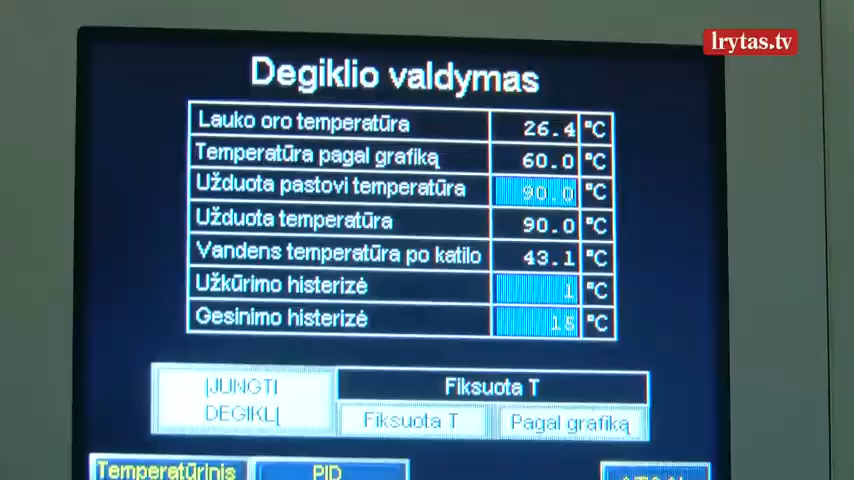 lrytas.tv
Degiklio valdymas
Lauko oro temperatūra 26.4 °C
Temperatūra pagal grafiką 60.0 °C
Užduota pastovi temperatūra 90.0 °C
Užduota temperatūra 90.0 °C
Vandens temperatūra po katilo 43.1 °C
Užkūrimo histerizė 1 °C
Gesinimo histerizė 15 °C
ĮJUNGTI
DEGIKLĮ
Fiksuota T
Fiksuota T Pagal grafiką
Temperatūrinis PID